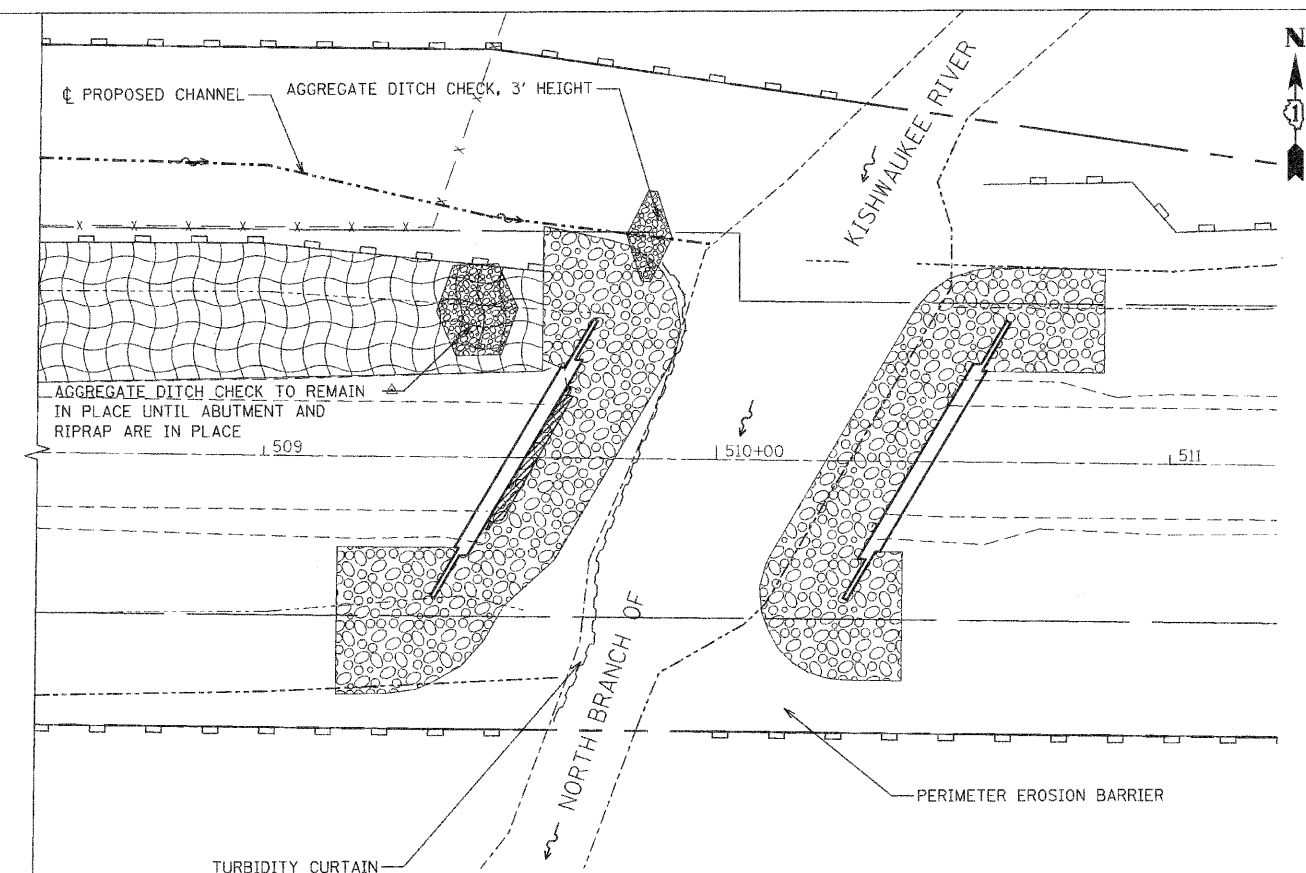 N
℄ PROPOSED CHANNEL
AGGREGATE DITCH CHECK, 3' HEIGHT
KISHWAUKEE RIVER
AGGREGATE DITCH CHECK TO REMAIN
IN PLACE UNTIL ABUTMENT AND
RIPRAP ARE IN PLACE
509
510+00
511
NORTH BRANCH OF
PERIMETER EROSION BARRIER
TURBIDITY CURTAIN
1
X X X X X X X
X
X
X